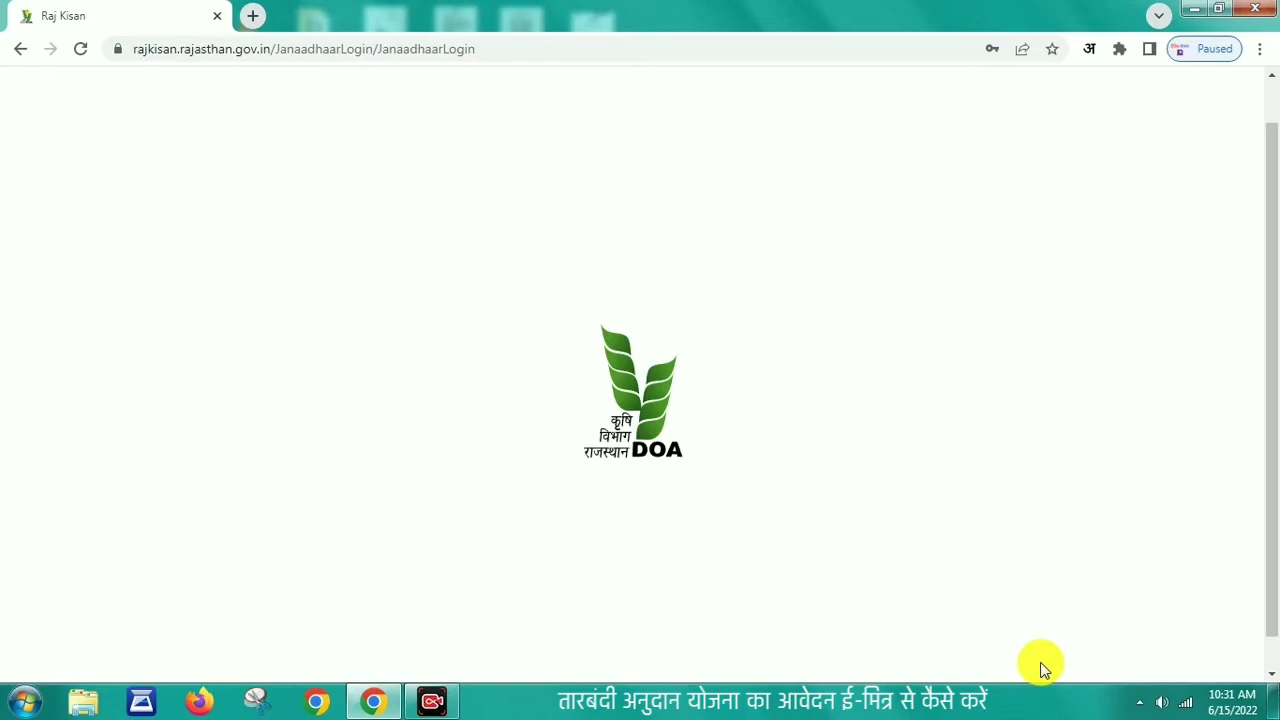 Raj Kisan
rajkisan.rajasthan.gov.in/JanaadhaarLogin/JanaadhaarLogin
अ
Paused
कृषि
विभाग
राजस्थान DOA
तारबंदी अनुदान योजना का आवेदन ई-मित्र से कैसे करें
10:31 AM
6/15/2022